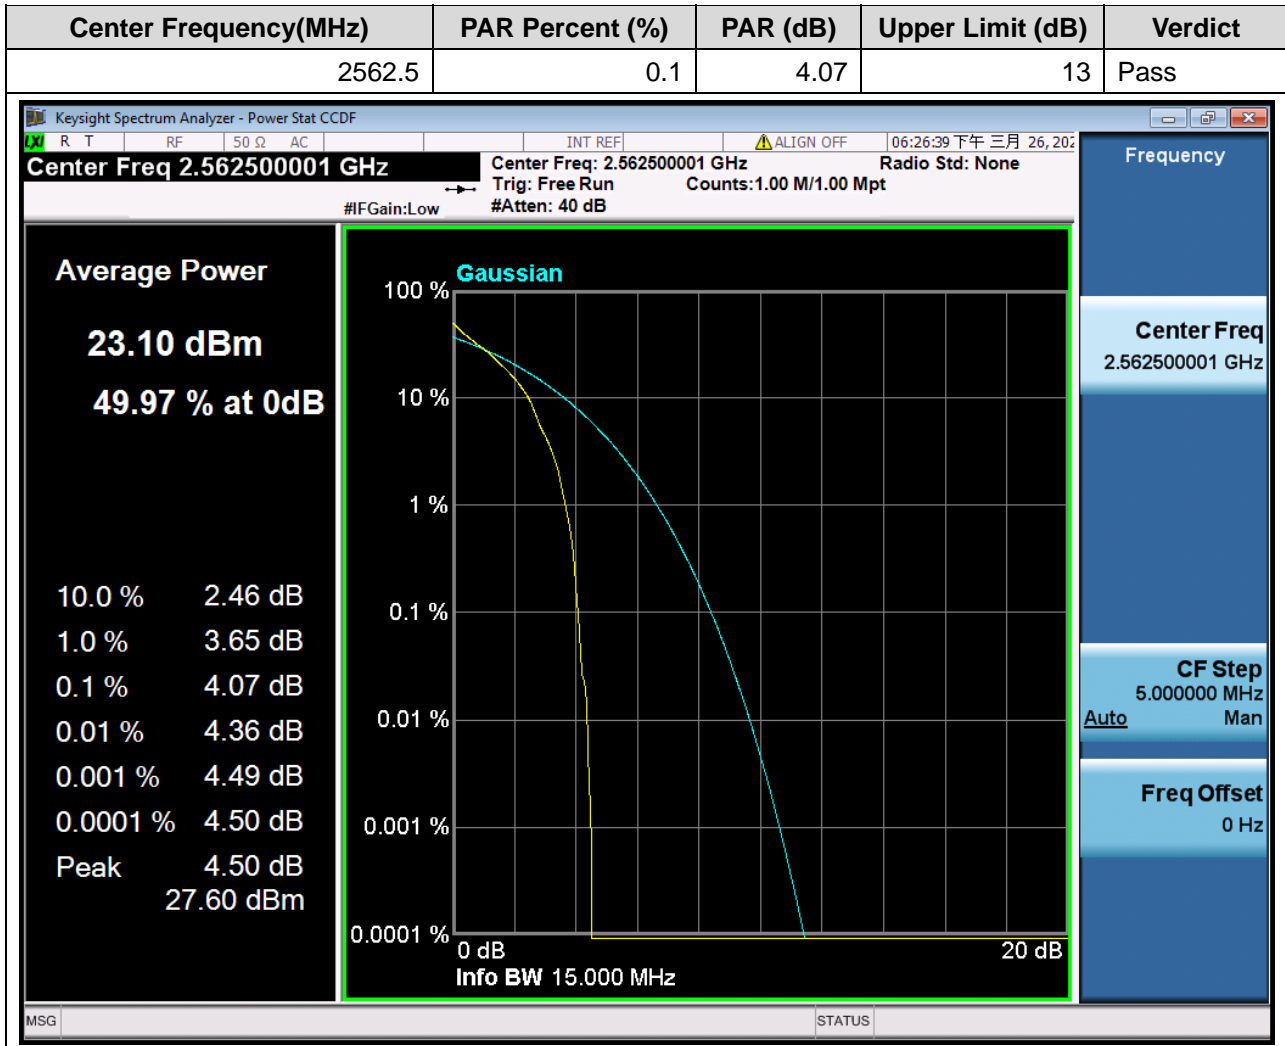 Center Frequency(MHz) PAR Percent (%) PAR (dB) Upper Limit (dB) Verdict
2562.5 0.1 4.07 13 Pass
Keysight Spectrum Analyzer - Power Stat CCDF
LXI R T RF 50 Ω AC INT REF ALIGN OFF 06:26:39 下午 三月 26, 202
Center Freq 2.562500001 GHz
#IFGain:Low
Center Freq: 2.562500001 GHz
Trig: Free Run Counts:1.00 M/1.00 Mpt
#Atten: 40 dB
Radio Std: None
Average Power
23.10 dBm
49.97 % at 0dB
10.0 % 2.46 dB
1.0 % 3.65 dB
0.1 % 4.07 dB
0.01 % 4.36 dB
0.001 % 4.49 dB
0.0001 % 4.50 dB
Peak 4.50 dB
27.60 dBm
Gaussian
100 %
10 %
1 %
0.1 %
0.01 %
0.001 %
0.0001 %
0 dB 20 dB
Info BW 15.000 MHz
Frequency
Center Freq
2.562500001 GHz
CF Step
5.000000 MHz
Auto Man
Freq Offset
0 Hz
MSG STATUS